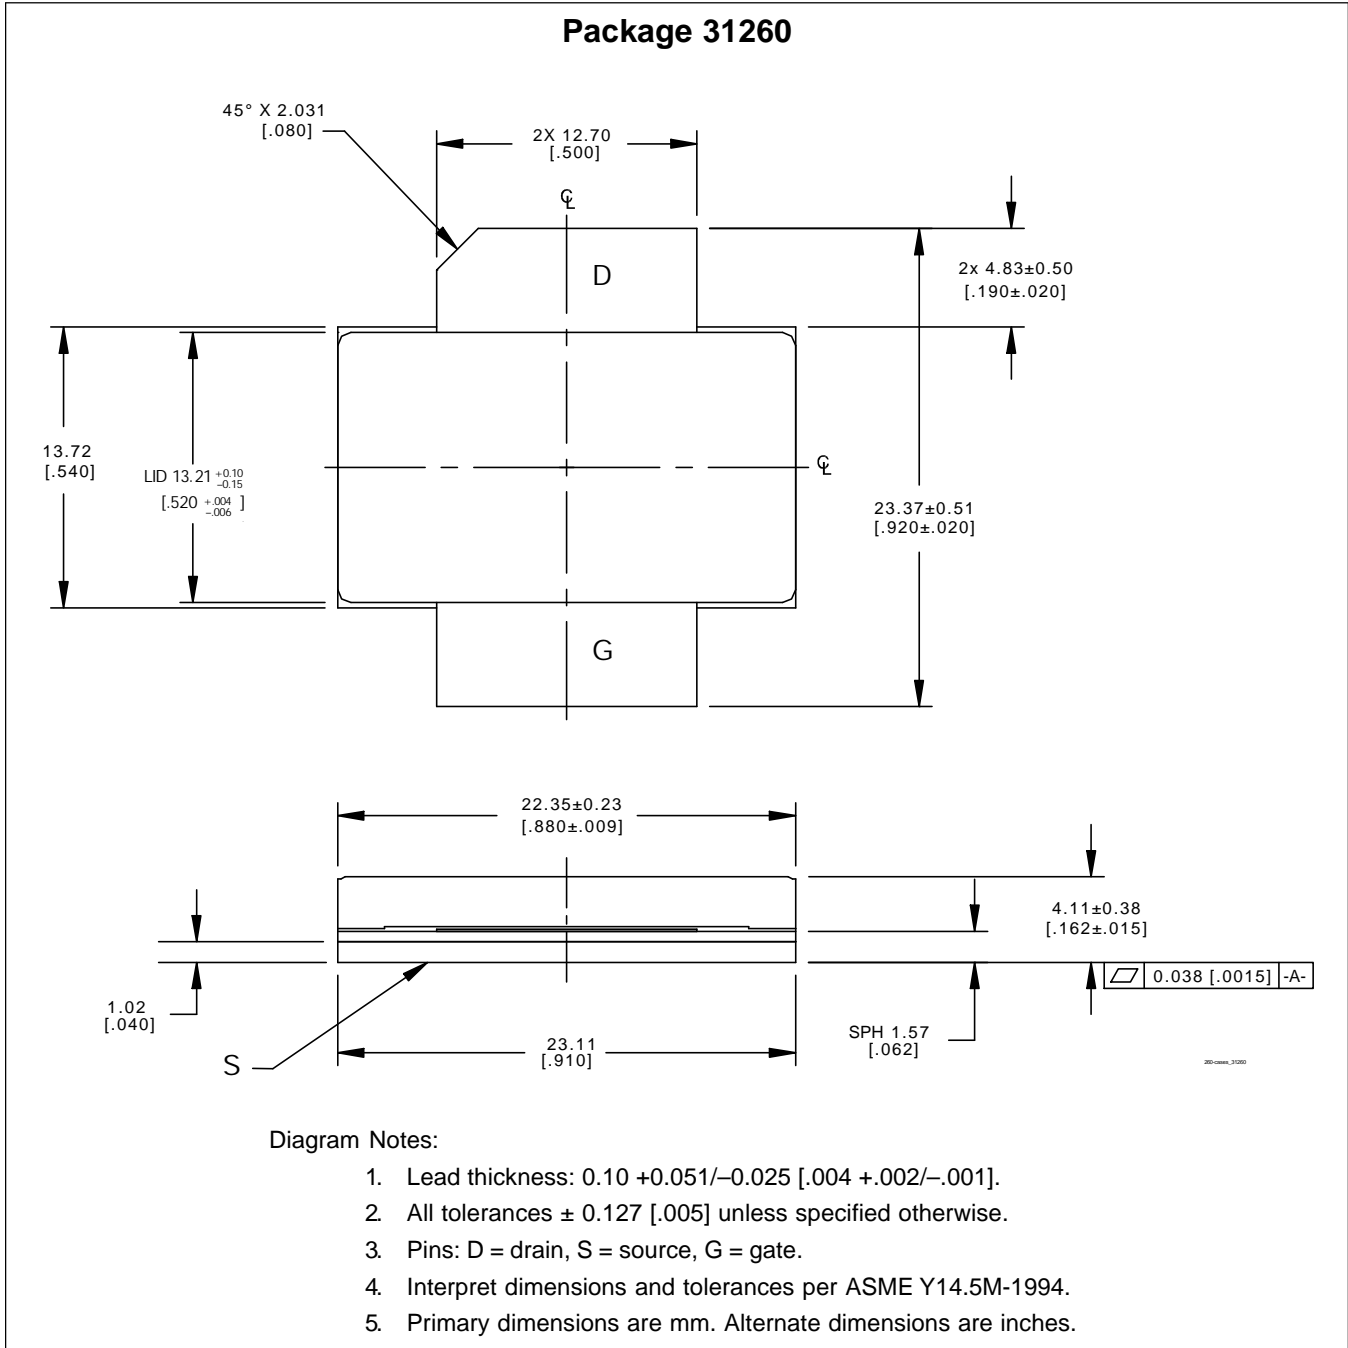 Package 31260
45° X 2.031
[.080]
2X 12.70
[.500]
℄
D
2x 4.83±0.50
[.190±.020]
13.72
[.540]
LID 13.21 +0.10
–0.15
[.520 +.004
–.006 ]
℄
23.37±0.51
[.920±.020]
G
22.35±0.23
[.880±.009]
4.11±0.38
[.162±.015]
0.038 [.0015] -A-
1.02
[.040]
S
23.11
[.910]
SPH 1.57
[.062]
260-cases_31260
Diagram Notes:
1. Lead thickness: 0.10 +0.051/–0.025 [.004 +.002/–.001].
2. All tolerances ± 0.127 [.005] unless specified otherwise.
3. Pins: D = drain, S = source, G = gate.
4. Interpret dimensions and tolerances per ASME Y14.5M-1994.
5. Primary dimensions are mm. Alternate dimensions are inches.